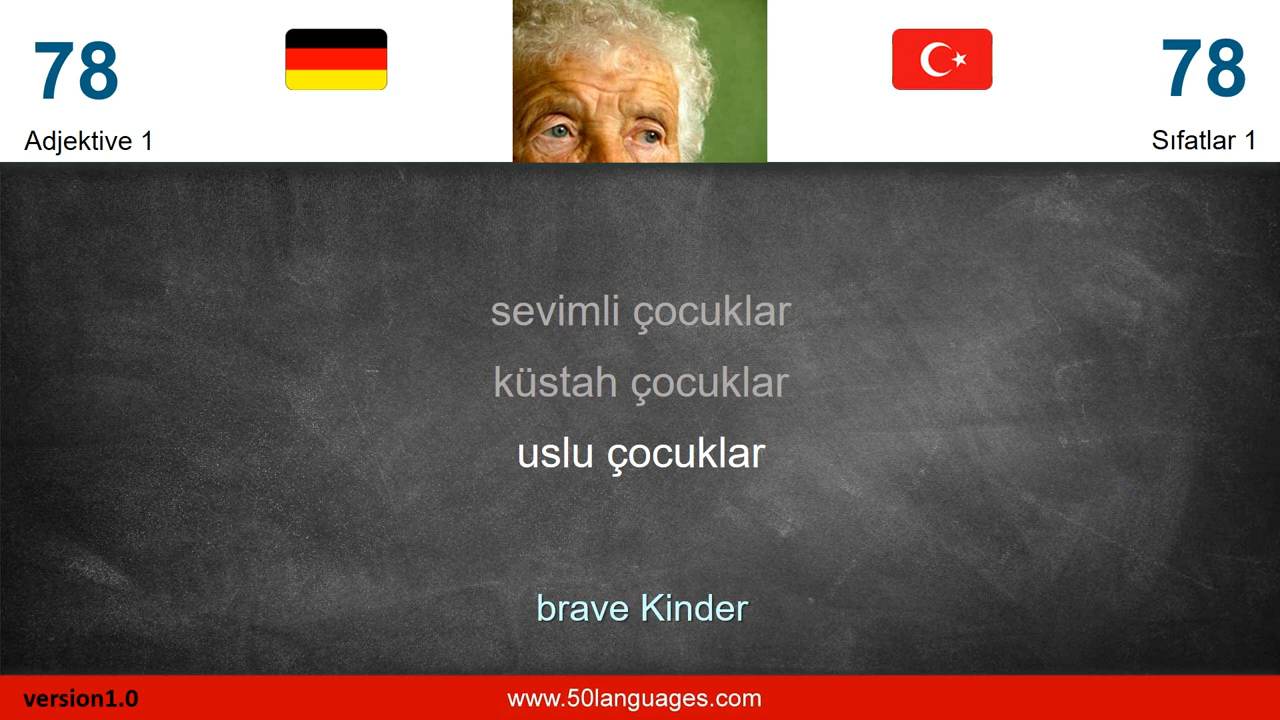 78
78
Adjektive 1
Sıfatlar 1
sevimli çocuklar
küstah çocuklar
uslu çocuklar
brave Kinder
version1.0
www.50languages.com